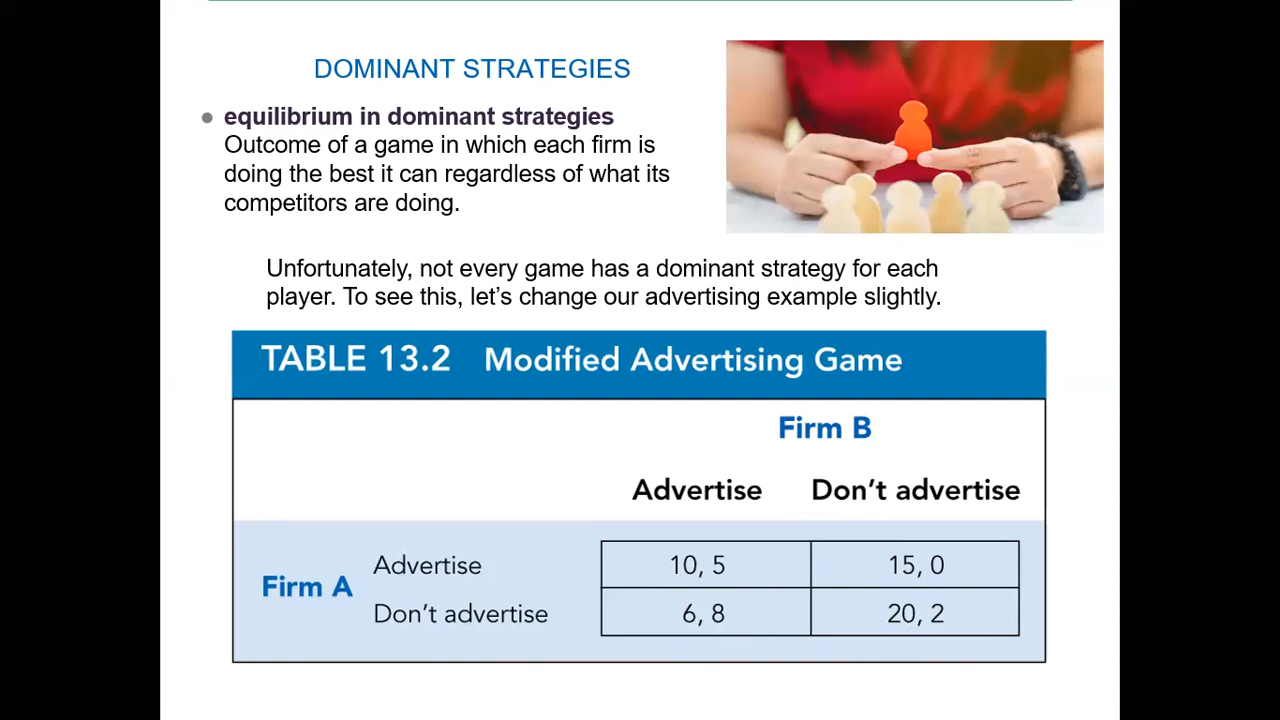 DOMINANT STRATEGIES
● equilibrium in dominant strategies
Outcome of a game in which each firm is
doing the best it can regardless of what its
competitors are doing.
Unfortunately, not every game has a dominant strategy for each
player. To see this, let’s change our advertising example slightly.
TABLE 13.2 Modified Advertising Game
Firm B
Advertise Don’t advertise
Firm A
Advertise 10, 5 15, 0
Don’t advertise 6, 8 20, 2